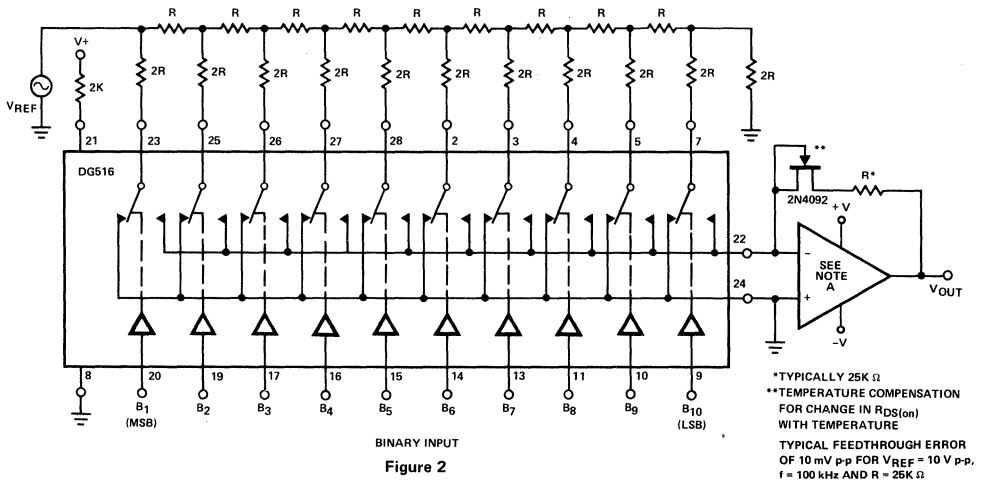 R R R R R R R R R
V+
2K
2R 2R 2R 2R 2R 2R 2R 2R 2R 2R 2R
VREF
21 23 25 26 27 28 2 3 4 5 7
DG516
**
R*
2N4092
+V
22
−
SEE
NOTE
A
24
+
VOUT
−V
8 20 19 17 16 15 14 13 11 10 9
B1 B2 B3 B4 B5 B6 B7 B8 B9 B10
(MSB) (LSB)
BINARY INPUT
Figure 2
*TYPICALLY 25K Ω
**TEMPERATURE COMPENSATION
FOR CHANGE IN RDS(on)
WITH TEMPERATURE
TYPICAL FEEDTHROUGH ERROR
OF 10 mV p-p FOR VREF = 10 V p-p,
f = 100 kHz AND R = 25K Ω